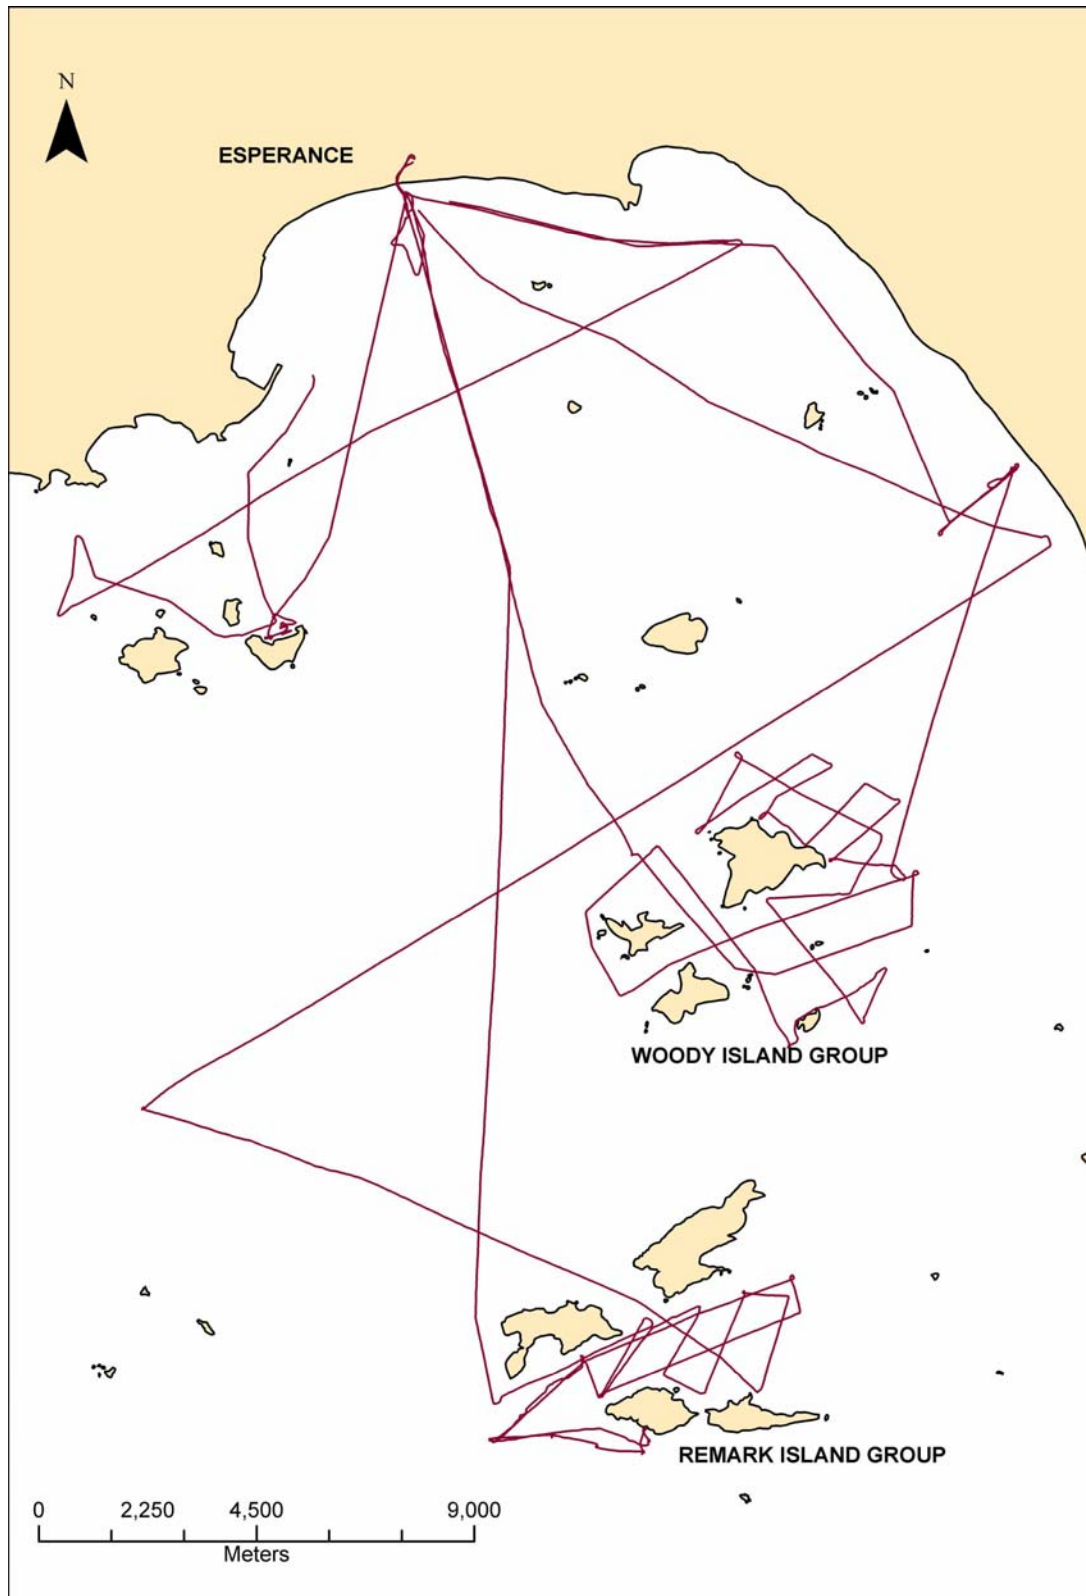 N
ESPERANCE
WOODY ISLAND GROUP
REMARK ISLAND GROUP
0 2,250 4,500 9,000
Meters